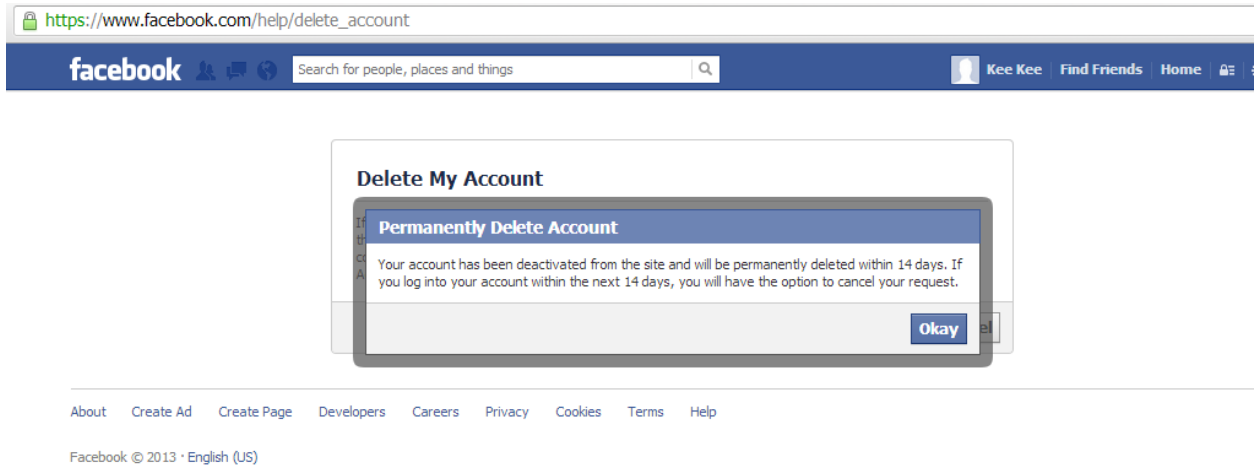 https://www.facebook.com/help/delete_account
facebook Search for people, places and things Kee Kee Find Friends Home
Delete My Account
Permanently Delete Account
Your account has been deactivated from the site and will be permanently deleted within 14 days. If
you log into your account within the next 14 days, you will have the option to cancel your request.
Okay
About Create Ad Create Page Developers Careers Privacy Cookies Terms Help
Facebook © 2013 · English (US)